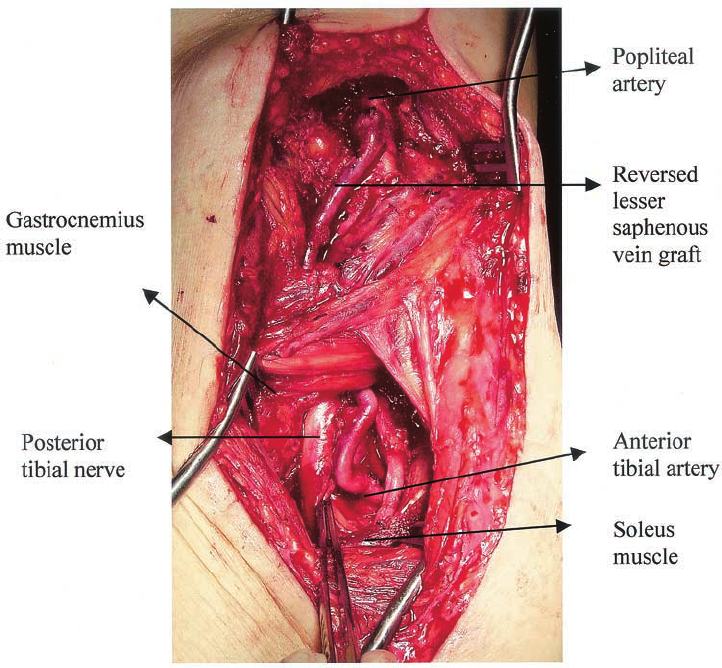 Popliteal
artery
Reversed
lesser
saphenous
vein graft
Gastrocnemius
muscle
Posterior
tibial nerve
Anterior
tibial artery
Soleus
muscle